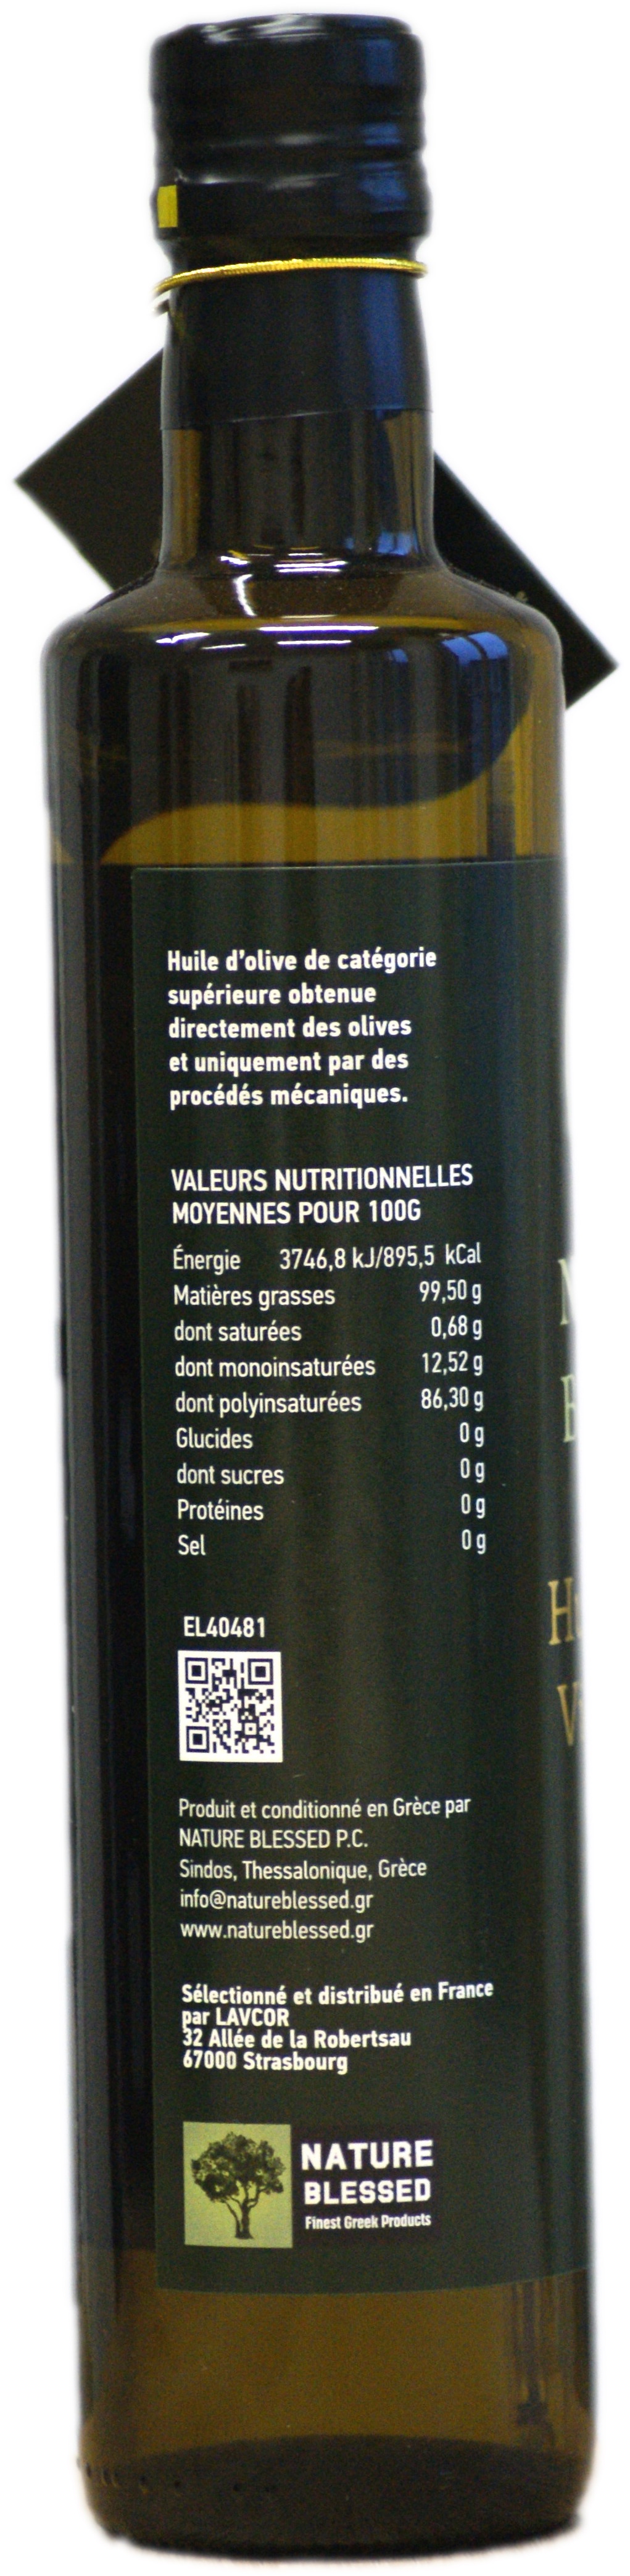 Huile d'olive de catégorie
supérieure obtenue
directement des olives
et uniquement par des
procédés mécaniques.
VALEURS NUTRITIONNELLES
MOYENNES POUR 100G
Énergie 3746,8 kJ/895,5 kCal
Matières grasses 99,50 g
dont saturées 0,68 g
dont monoinsaturées 12,52 g
dont polyinsaturées 86,30 g
Glucides 0 g
dont sucres 0 g
Protéines 0 g
Sel 0 g
EL40481
Produit et conditionné en Grèce par
NATURE BLESSED P.C.
Sindos, Thessalonique, Grèce
info@natureblessed.gr
www.natureblessed.gr
Sélectionné et distribué en France
par LAVCOR
32 Allée de la Robertsau
67000 Strasbourg
NATURE
BLESSED
Finest Greek Products